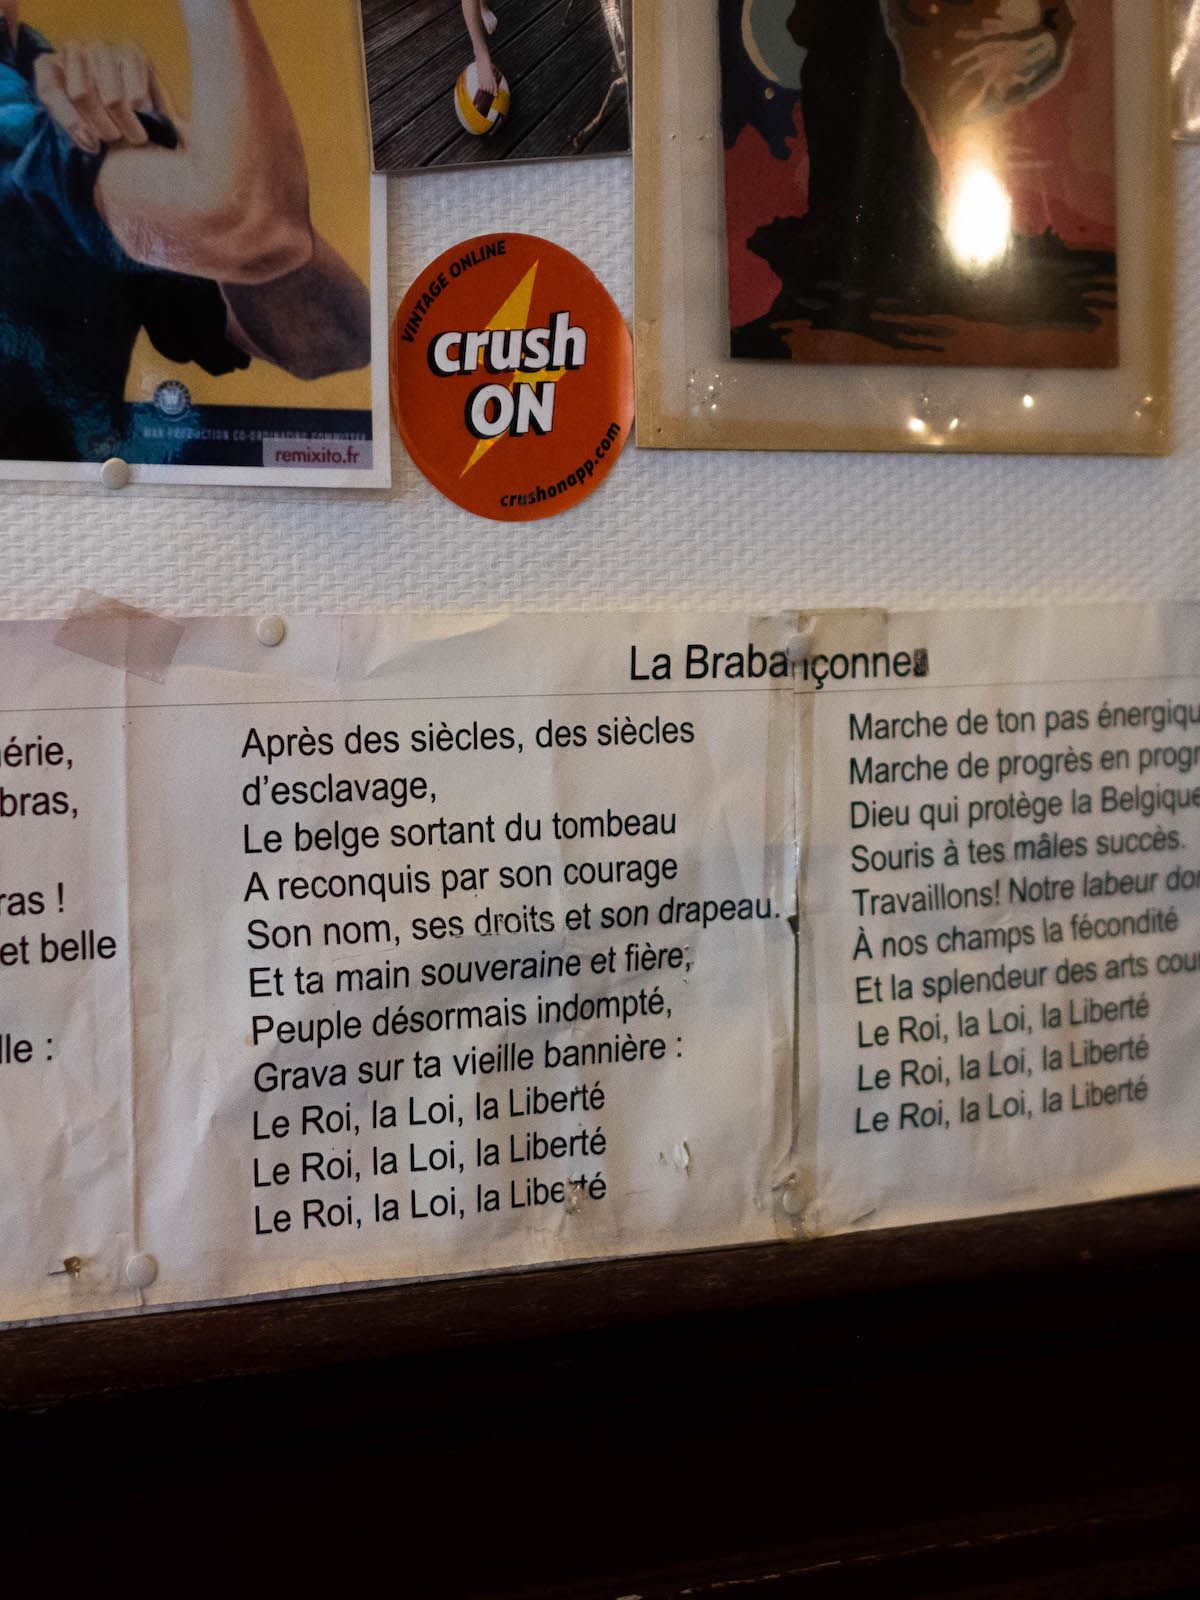 VINTAGE ONLINE
crush
ON
crushonapp.com
WAR PRODUCTION CO-ORDINATING COMMITTEE
remixito.fr
La Brabançonne
érie,
bras,
ras !
et belle
lle :
Après des siècles, des siècles
d'esclavage,
Le belge sortant du tombeau
A reconquis par son courage
Son nom, ses droits et son drapeau.
Et ta main souveraine et fière,
Peuple désormais indompté,
Grava sur ta vieille bannière :
Le Roi, la Loi, la Liberté
Le Roi, la Loi, la Liberté
Le Roi, la Loi, la Liberté
Marche de ton pas énergiqu
Marche de progrès en progr
Dieu qui protège la Belgique
Souris à tes mâles succès.
Travaillons! Notre labeur don
À nos champs la fécondité
Et la splendeur des arts cou
Le Roi, la Loi, la Liberté
Le Roi, la Loi, la Liberté
Le Roi, la Loi, la Liberté